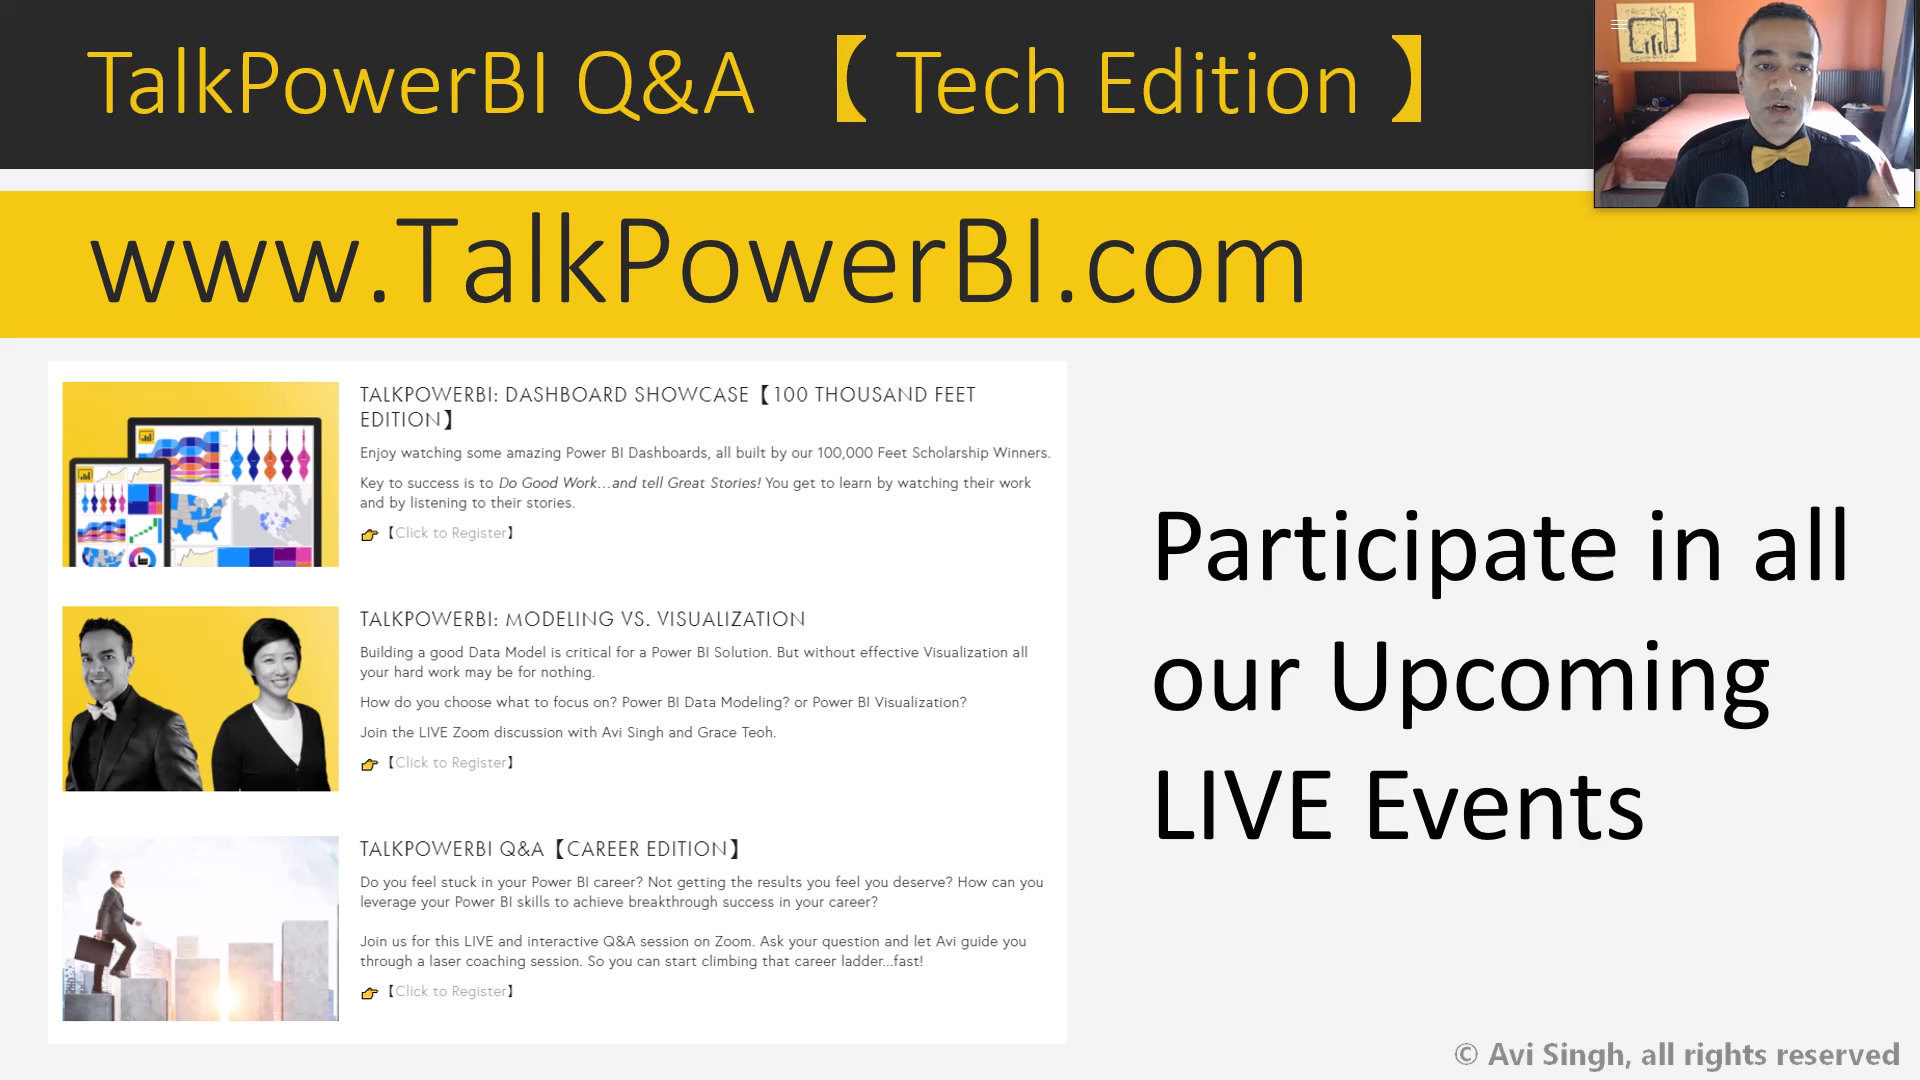 TalkPowerBI Q&A 【 Tech Edition 】
www.TalkPowerBI.com
TALKPOWERBI: DASHBOARD SHOWCASE【100 THOUSAND FEET
EDITION】
Enjoy watching some amazing Power BI Dashboards, all built by our 100,000 Feet Scholarship Winners.
Key to success is to Do Good Work...and tell Great Stories! You get to learn by watching their work
and by listening to their stories.
👉【Click to Register】
TALKPOWERBI: MODELING VS. VISUALIZATION
Building a good Data Model is critical for a Power BI Solution. But without effective Visualization all
your hard work may be for nothing.
How do you choose what to focus on? Power BI Data Modeling? or Power BI Visualization?
Join the LIVE Zoom discussion with Avi Singh and Grace Teoh.
👉【Click to Register】
TALKPOWERBI Q&A【CAREER EDITION】
Do you feel stuck in your Power BI career? Not getting the results you feel you deserve? How can you
leverage your Power BI skills to achieve breakthrough success in your career?
Join us for this LIVE and interactive Q&A session on Zoom. Ask your question and let Avi guide you
through a laser coaching session. So you can start climbing that career ladder...fast!
👉【Click to Register】
Participate in all
our Upcoming
LIVE Events
© Avi Singh, all rights reserved